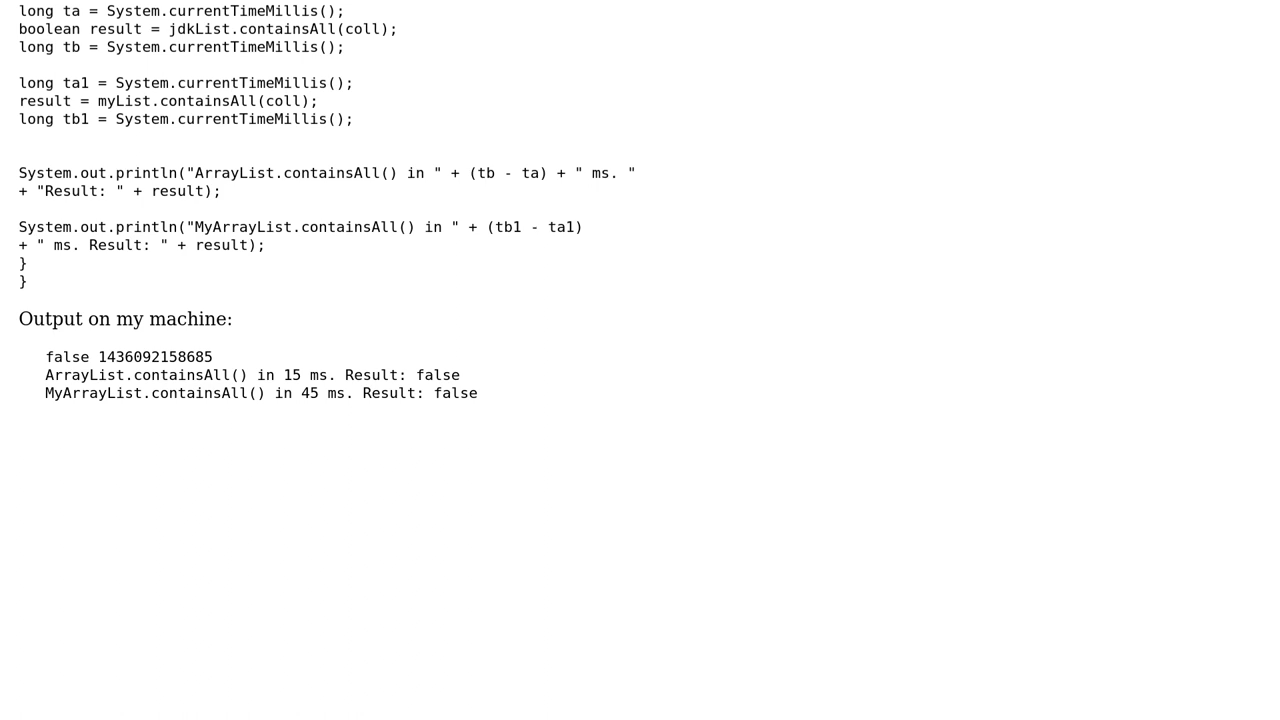 long ta = System.currentTimeMillis();
boolean result = jdkList.containsAll(coll);
long tb = System.currentTimeMillis();
long ta1 = System.currentTimeMillis();
result = myList.containsAll(coll);
long tb1 = System.currentTimeMillis();
System.out.println("ArrayList.containsAll() in " + (tb - ta) + " ms. "
+ "Result: " + result);
System.out.println("MyArrayList.containsAll() in " + (tb1 - ta1)
+ " ms. Result: " + result);
}
}
Output on my machine:
false 1436092158685
ArrayList.containsAll() in 15 ms. Result: false
MyArrayList.containsAll() in 45 ms. Result: false